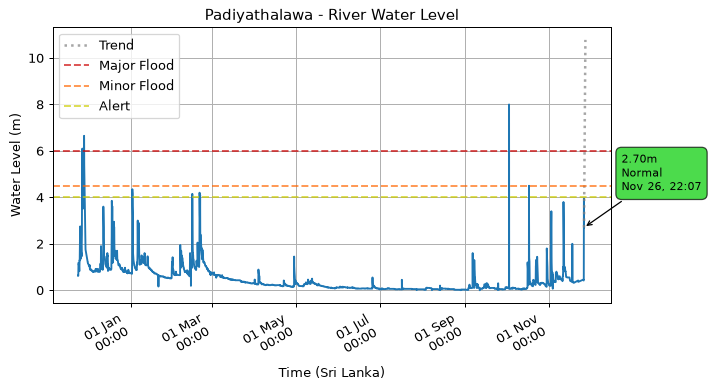 Padiyathalawa - River Water Level
Trend
Major Flood
Minor Flood
Alert
Water Level (m)
10
8
6
4
2
0
2.70m
Normal
Nov 26, 22:07
01 Jan
00:00
01 Mar
00:00
01 May
00:00
01 Jul
00:00
01 Sep
00:00
01 Nov
00:00
Time (Sri Lanka)